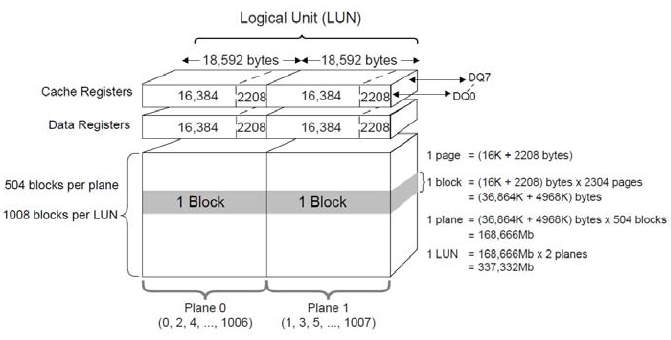 Logical Unit (LUN)
18,592 bytes 18,592 bytes
DQ7
DQ0
Cache Registers
16,384 2208 16,384 2208
Data Registers
16,384 2208 16,384 2208
1 page = (16K + 2208 bytes)
504 blocks per plane
1008 blocks per LUN
1 Block 1 Block
1 block = (16K + 2208) bytes x 2304 pages
= (36,864K + 4968K) bytes
1 plane = (36,864K + 4968K) bytes x 504 blocks
= 168,666Mb
1 LUN = 168,666Mb x 2 planes
= 337,332Mb
Plane 0
(0, 2, 4, ..., 1006)
Plane 1
(1, 3, 5, ..., 1007)